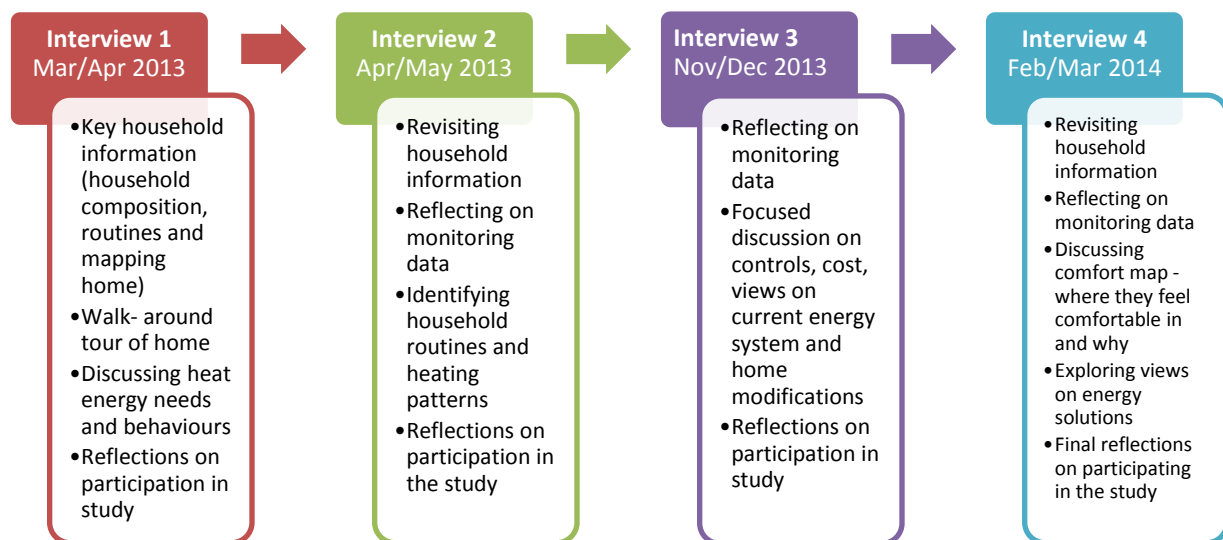 Interview 1
Mar/Apr 2013
•Key household
information
(household
composition,
routines and
mapping
home)
•Walk- around
tour of home
•Discussing heat
energy needs
and behaviours
•Reflections on
participation in
study
Interview 2
Apr/May 2013
•Revisiting
household
information
•Reflecting on
monitoring
data
•Identifying
household
routines and
heating
patterns
•Reflections on
participation in
the study
Interview 3
Nov/Dec 2013
•Reflecting on
monitoring
data
•Focused
discussion on
controls, cost,
views on
current energy
system and
home
modifications
•Reflections on
participation in
study
Interview 4
Feb/Mar 2014
•Revisiting
household
information
•Reflecting on
monitoring data
•Discussing
comfort map -
where they feel
comfortable in
and why
•Exploring views
on energy
solutions
•Final reflections
on participating
in the study